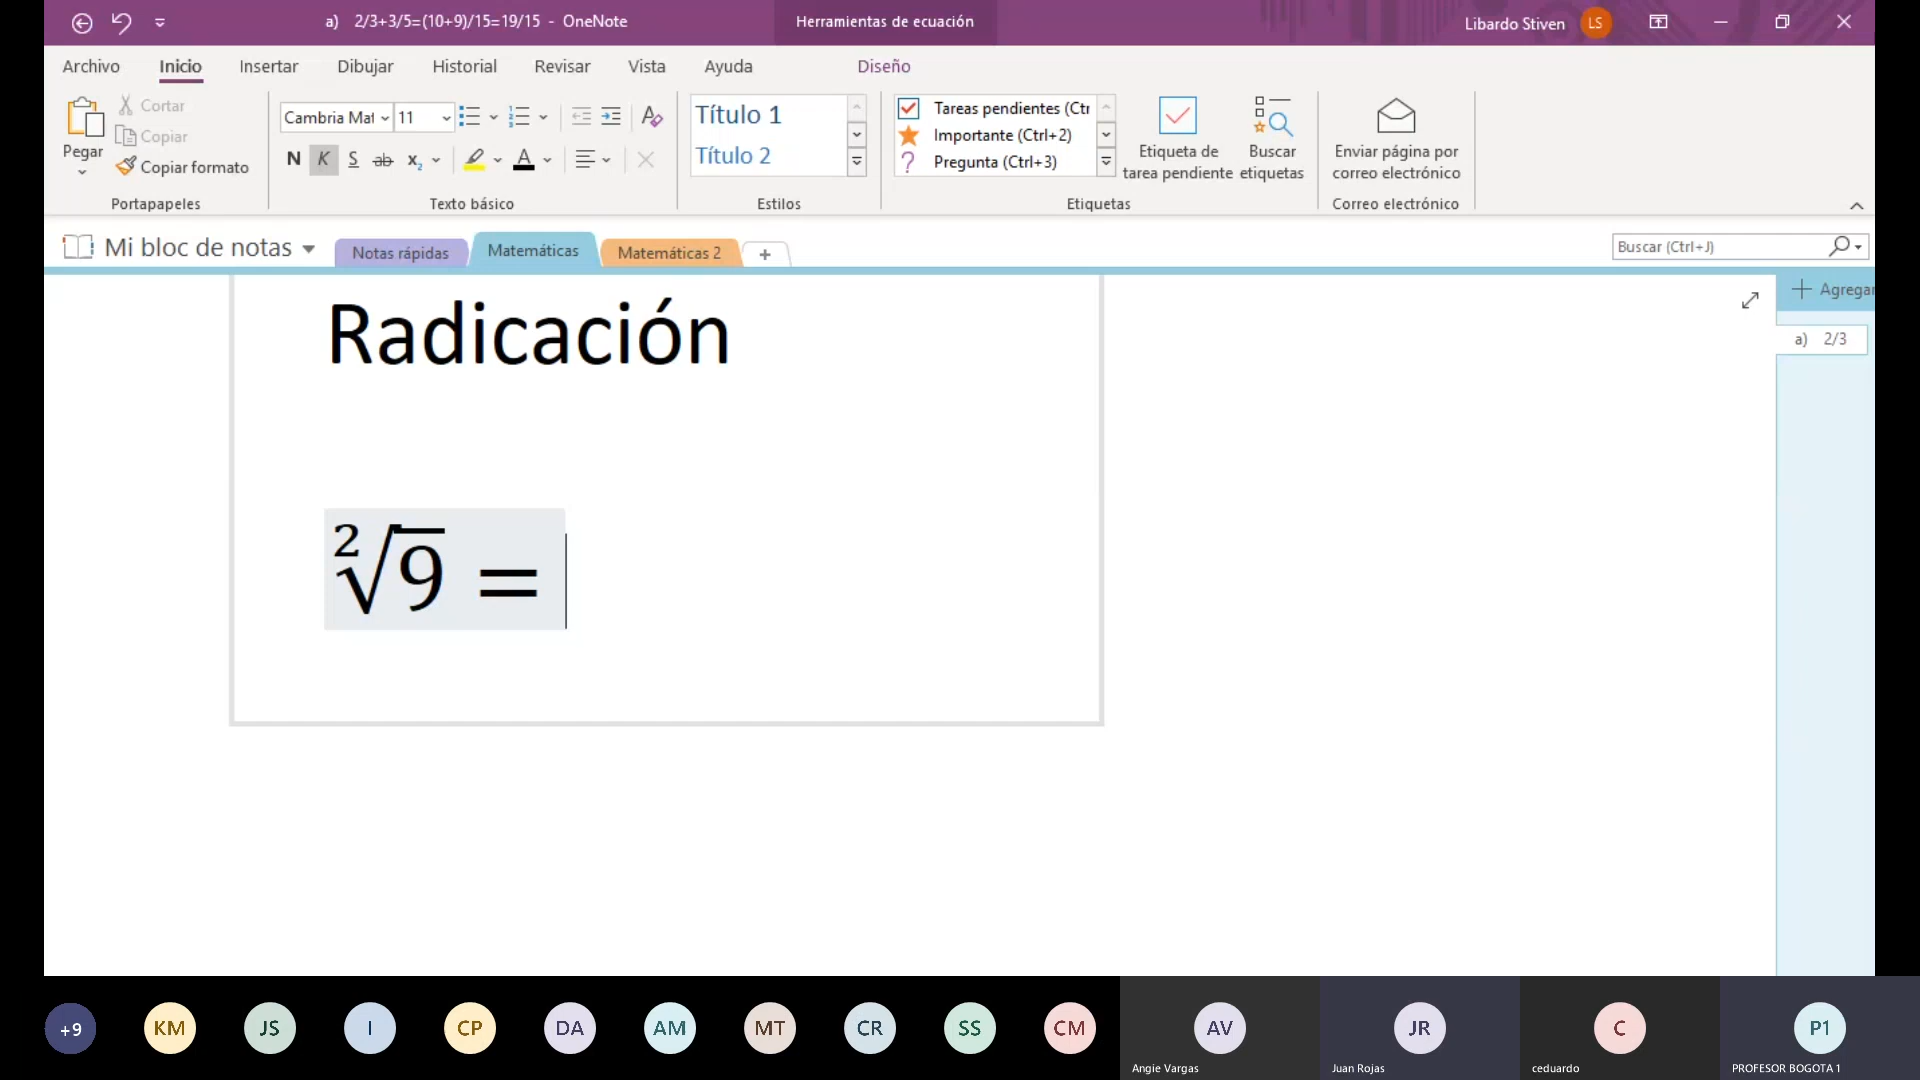 a) 2/3+3/5=(10+9)/15=19/15 - OneNote
Herramientas de ecuación
Libardo Stiven
LS
Archivo
Inicio
Insertar
Dibujar
Historial
Revisar
Vista
Ayuda
Diseño
Pegar
Cortar
Copiar
Copiar formato
Portapapeles
Cambria Mat
11
N K S ab x₂ A
Texto básico
Título 1
Título 2
Estilos
Tareas pendientes (Ctr
Importante (Ctrl+2)
Pregunta (Ctrl+3)
Etiqueta de
tarea pendiente
Buscar
etiquetas
Etiquetas
Enviar página por
correo electrónico
Correo electrónico
Mi bloc de notas
Notas rápidas
Matemáticas
Matemáticas 2
Buscar (Ctrl+J)
Agregar
a) 2/3
Radicación
²√9 =
+9
KM
JS
I
CP
DA
AM
MT
CR
SS
CM
AV
Angie Vargas
JR
Juan Rojas
C
ceduardo
P1
PROFESOR BOGOTA 1